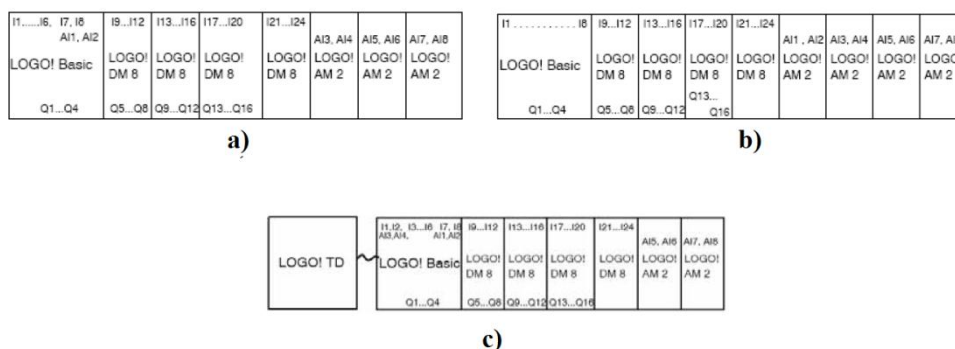 I1......I6, I7, I8
AI1, AI2
LOGO! Basic
Q1...Q4
I9...I12
LOGO!
DM 8
Q5...Q8
I13...I16
LOGO!
DM 8
Q9...Q12
I17...I20
LOGO!
DM 8
Q13...Q16
I21...I24
LOGO!
DM 8
AI3, AI4
LOGO!
AM 2
AI5, AI6
LOGO!
AM 2
AI7, AI8
LOGO!
AM 2
a)
I1 . . . . . . . . . . . I8
LOGO! Basic
Q1...Q4
I9...I12
LOGO!
DM 8
Q5...Q8
I13...I16
LOGO!
DM 8
Q9...Q12
I17...I20
LOGO!
DM 8
Q13...
Q16
I21...I24
LOGO!
DM 8
AI1 , AI2
LOGO!
AM 2
AI3, AI4
LOGO!
AM 2
AI5, AI6
LOGO!
AM 2
AI7, AI
LOGO
AM 2
b)
LOGO! TD
I1,I2, I3...I6 I7, I8
AI3,AI4, AI1,AI2
LOGO! Basic
Q1...Q4
I9...I12
LOGO!
DM 8
Q5...Q8
I13...I16
LOGO!
DM 8
Q9...Q12
I17...I20
LOGO!
DM 8
Q13...Q16
I21...I24
LOGO!
DM 8
AI5, AI6
LOGO!
AM 2
AI7, AI8
LOGO!
AM 2
c)